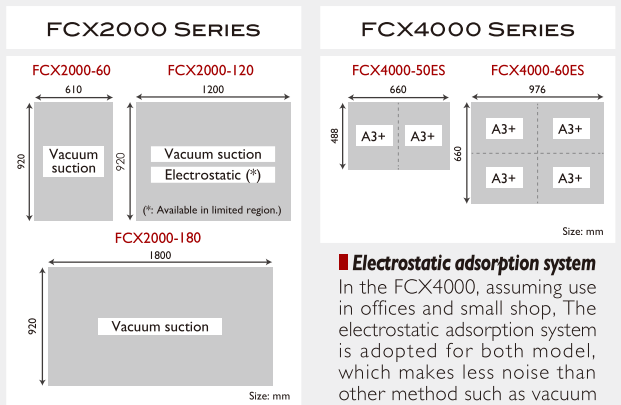 FCX2000 SERIES
FCX2000-60
FCX2000-120
610
1200
920
Vacuum
suction
920
Vacuum suction
Electrostatic (*)
(*: Available in limited region.)
FCX2000-180
1800
920
Vacuum suction
Size: mm
FCX4000 SERIES
FCX4000-50ES
FCX4000-60ES
660
976
488
A3+
A3+
660
A3+
A3+
A3+
A3+
Size: mm
Electrostatic adsorption system
In the FCX4000, assuming use
in offices and small shop, The
electrostatic adsorption system
is adopted for both model,
which makes less noise than
other method such as vacuum